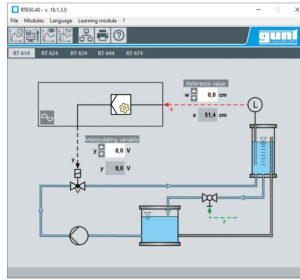 RT650.40 - v. 19.1.3.0
File Modules Language Learning module ?
gunt
RT 614 RT 624 RT 634 RT 644 RT 674
Reference value
w 0,0 cm
x
x 51,4 cm
L
Manipulating variable
y 0,0 V
y 0,0 V
y
z